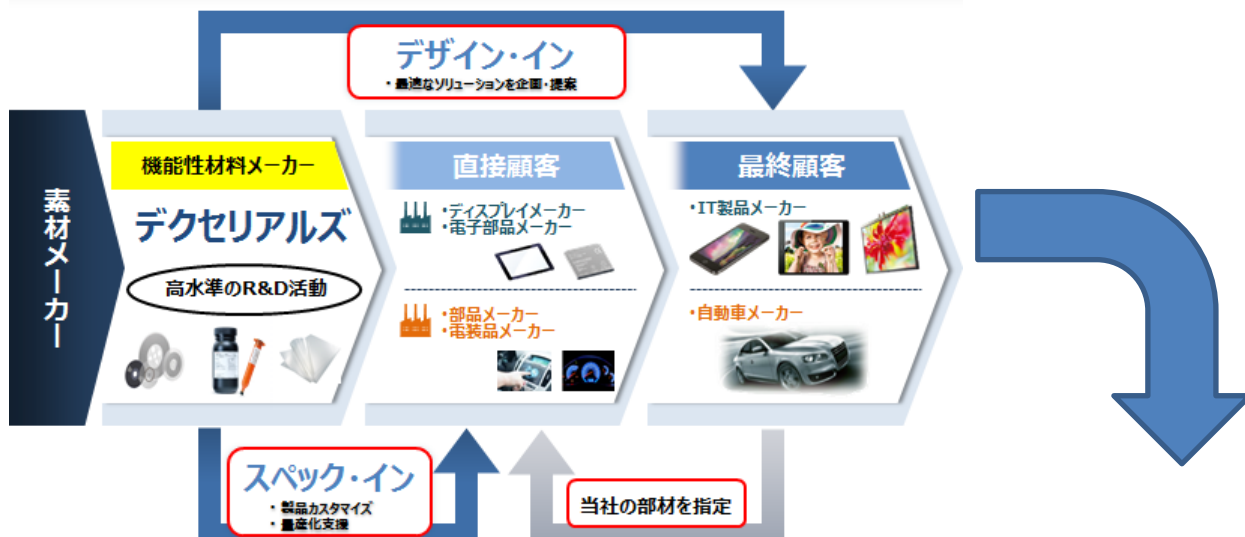 デザイン・イン
・最適なソリューションを企画・提案
素材メーカー
機能性材料メーカー
デクセリアルズ
高水準のR&D活動
直接顧客
・ディスプレイメーカー
・電子部品メーカー
・部品メーカー
・電装品メーカー
最終顧客
・IT製品メーカー
・自動車メーカー
スペック・イン
・製品カスタマイズ
・量産化支援
当社の部材を指定